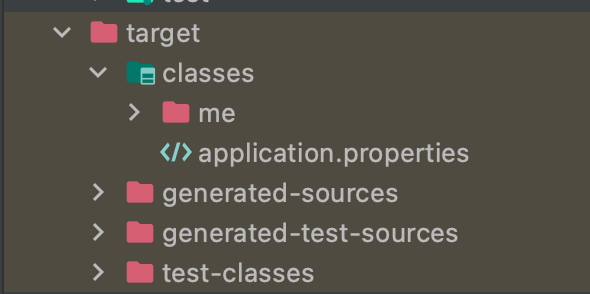 target
classes
me
application.properties
generated-sources
generated-test-sources
test-classes